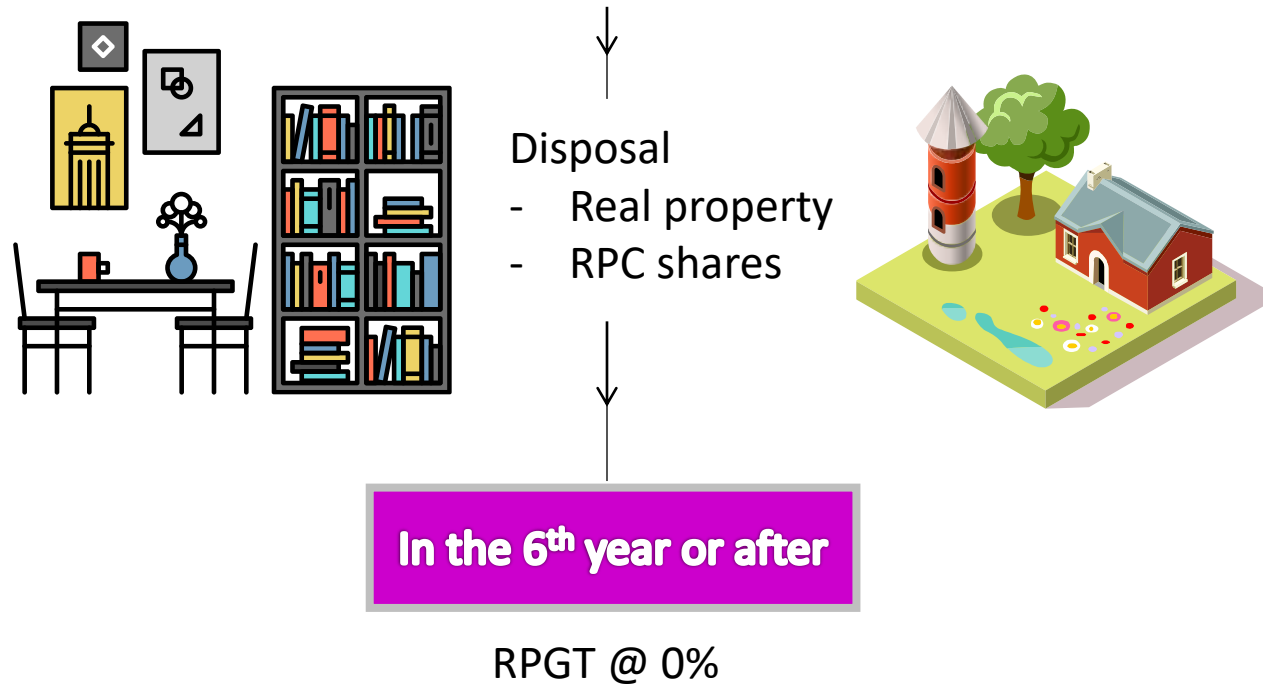 Disposal
- Real property
- RPC shares
In the 6th year or after
RPGT @ 0%